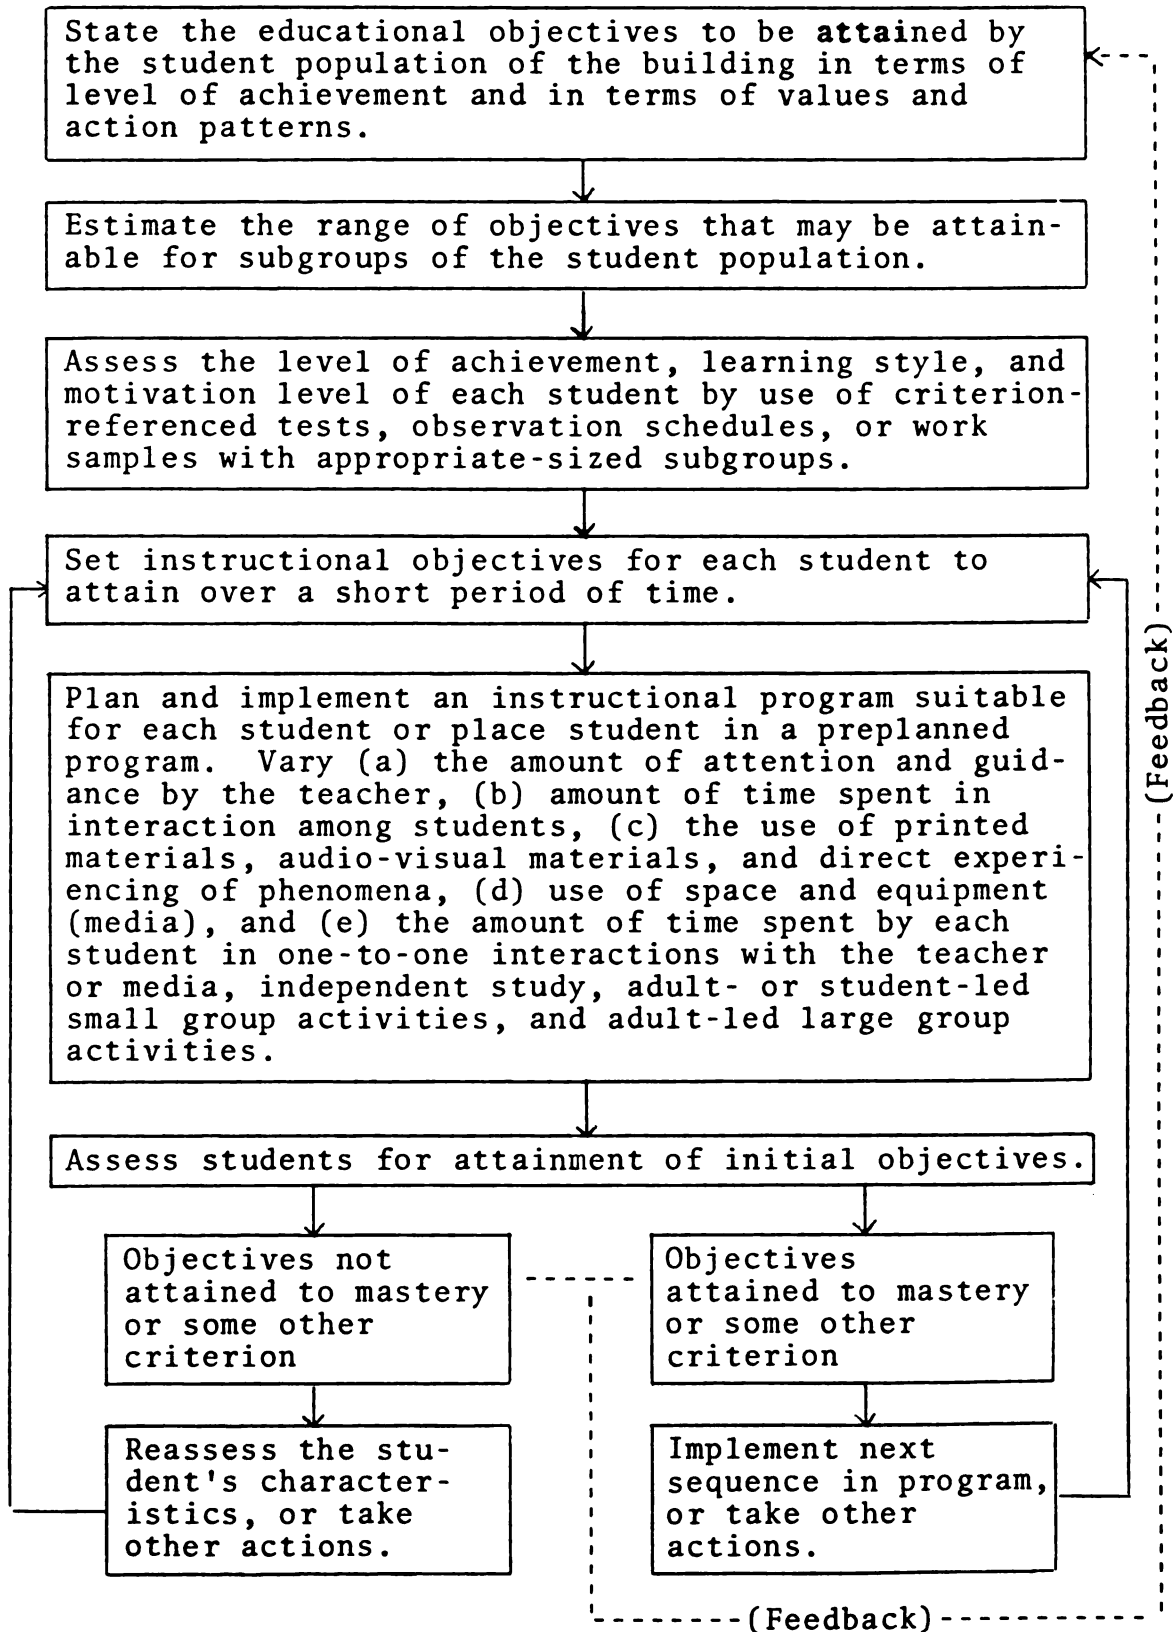 State the educational objectives to be attained by
the student population of the building in terms of
level of achievement and in terms of values and
action patterns.
Estimate the range of objectives that may be attain-
able for subgroups of the student population.
Assess the level of achievement, learning style, and
motivation level of each student by use of criterion-
referenced tests, observation schedules, or work
samples with appropriate-sized subgroups.
Set instructional objectives for each student to
attain over a short period of time.
Plan and implement an instructional program suitable
for each student or place student in a preplanned
program. Vary (a) the amount of attention and guid-
ance by the teacher, (b) amount of time spent in
interaction among students, (c) the use of printed
materials, audio-visual materials, and direct experi-
encing of phenomena, (d) use of space and equipment
(media), and (e) the amount of time spent by each
student in one-to-one interactions with the teacher
or media, independent study, adult- or student-led
small group activities, and adult-led large group
activities.
Assess students for attainment of initial objectives.
Objectives not
attained to mastery
or some other
criterion
Objectives
attained to mastery
or some other
criterion
Reassess the stu-
dent's character-
istics, or take
other actions.
Implement next
sequence in program,
or take other
actions.
(Feedback)
(Feedback)